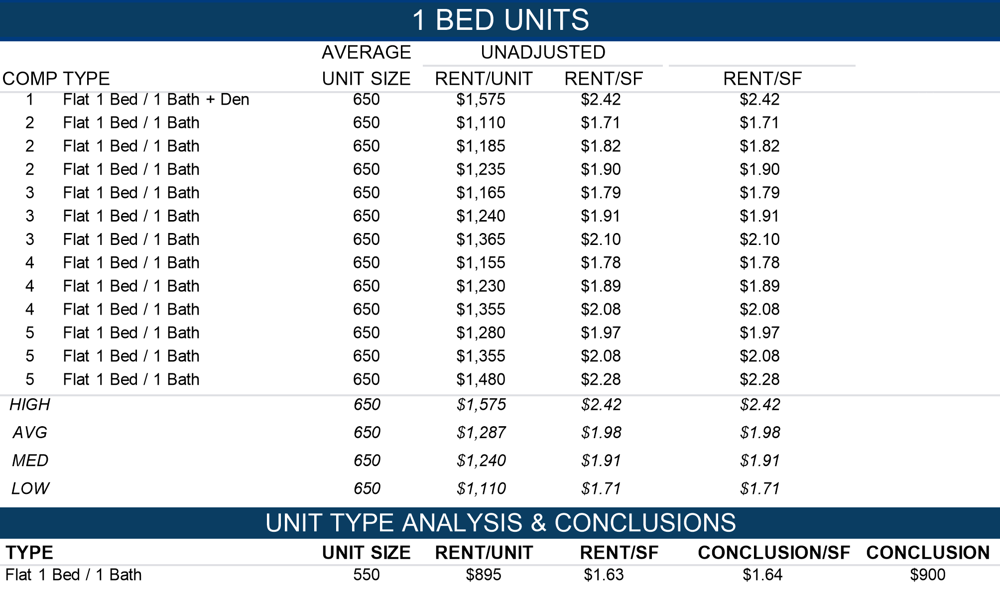 1 BED UNITS
AVERAGE UNADJUSTED
COMP TYPE UNIT SIZE RENT/UNIT RENT/SF RENT/SF
1 Flat 1 Bed / 1 Bath + Den 650 $1,575 $2.42 $2.42
2 Flat 1 Bed / 1 Bath 650 $1,110 $1.71 $1.71
2 Flat 1 Bed / 1 Bath 650 $1,185 $1.82 $1.82
2 Flat 1 Bed / 1 Bath 650 $1,235 $1.90 $1.90
3 Flat 1 Bed / 1 Bath 650 $1,165 $1.79 $1.79
3 Flat 1 Bed / 1 Bath 650 $1,240 $1.91 $1.91
3 Flat 1 Bed / 1 Bath 650 $1,365 $2.10 $2.10
4 Flat 1 Bed / 1 Bath 650 $1,155 $1.78 $1.78
4 Flat 1 Bed / 1 Bath 650 $1,230 $1.89 $1.89
4 Flat 1 Bed / 1 Bath 650 $1,355 $2.08 $2.08
5 Flat 1 Bed / 1 Bath 650 $1,280 $1.97 $1.97
5 Flat 1 Bed / 1 Bath 650 $1,355 $2.08 $2.08
5 Flat 1 Bed / 1 Bath 650 $1,480 $2.28 $2.28
HIGH 650 $1,575 $2.42 $2.42
AVG 650 $1,287 $1.98 $1.98
MED 650 $1,240 $1.91 $1.91
LOW 650 $1,110 $1.71 $1.71
UNIT TYPE ANALYSIS & CONCLUSIONS
TYPE UNIT SIZE RENT/UNIT RENT/SF CONCLUSION/SF CONCLUSION
Flat 1 Bed / 1 Bath 550 $895 $1.63 $1.64 $900